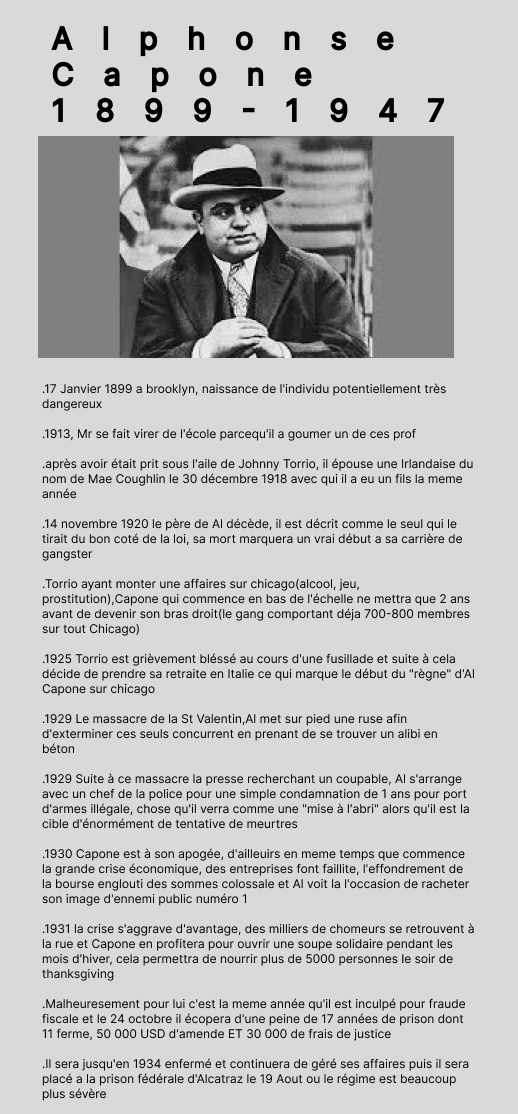 Alphonse
Capone
1899-1947
.17 Janvier 1899 a brooklyn, naissance de l'individu potentiellement très
dangereux
.1913, Mr se fait virer de l'école parcequ'il a goumer un de ces prof
.après avoir était prit sous l'aile de Johnny Torrio, il épouse une Irlandaise du
nom de Mae Coughlin le 30 décembre 1918 avec qui il a eu un fils la meme
année
.14 novembre 1920 le père de Al décède, il est décrit comme le seul qui le
tirait du bon coté de la loi, sa mort marquera un vrai début a sa carrière de
gangster
.Torrio ayant monter une affaires sur chicago(alcool, jeu,
prostitution),Capone qui commence en bas de l'échelle ne mettra que 2 ans
avant de devenir son bras droit(le gang comportant déja 700-800 membres
sur tout Chicago)
.1925 Torrio est grièvement bléssé au cours d'une fusillade et suite à cela
décide de prendre sa retraite en Italie ce qui marque le début du "règne" d'Al
Capone sur chicago
.1929 Le massacre de la St Valentin,Al met sur pied une ruse afin
d'exterminer ces seuls concurrent en prenant de se trouver un alibi en
béton
.1929 Suite à ce massacre la presse recherchant un coupable, Al s'arrange
avec un chef de la police pour une simple condamnation de 1 ans pour port
d'armes illégale, chose qu'il verra comme une "mise à l'abri" alors qu'il est la
cible d'énormément de tentative de meurtres
.1930 Capone est à son apogée, d'ailleuirs en meme temps que commence
la grande crise économique, des entreprises font faillite, l'effondrement de
la bourse englouti des sommes colossale et Al voit la l'occasion de racheter
son image d'ennemi public numéro 1
.1931 la crise s'aggrave d'avantage, des milliers de chomeurs se retrouvent à
la rue et Capone en profitera pour ouvrir une soupe solidaire pendant les
mois d'hiver, cela permettra de nourrir plus de 5000 personnes le soir de
thanksgiving
.Malheuresement pour lui c'est la meme année qu'il est inculpé pour fraude
fiscale et le 24 octobre il écopera d'une peine de 17 années de prison dont
11 ferme, 50 000 USD d'amende ET 30 000 de frais de justice
.Il sera jusqu'en 1934 enfermé et continuera de géré ses affaires puis il sera
placé a la prison fédérale d'Alcatraz le 19 Aout ou le régime est beaucoup
plus sévère